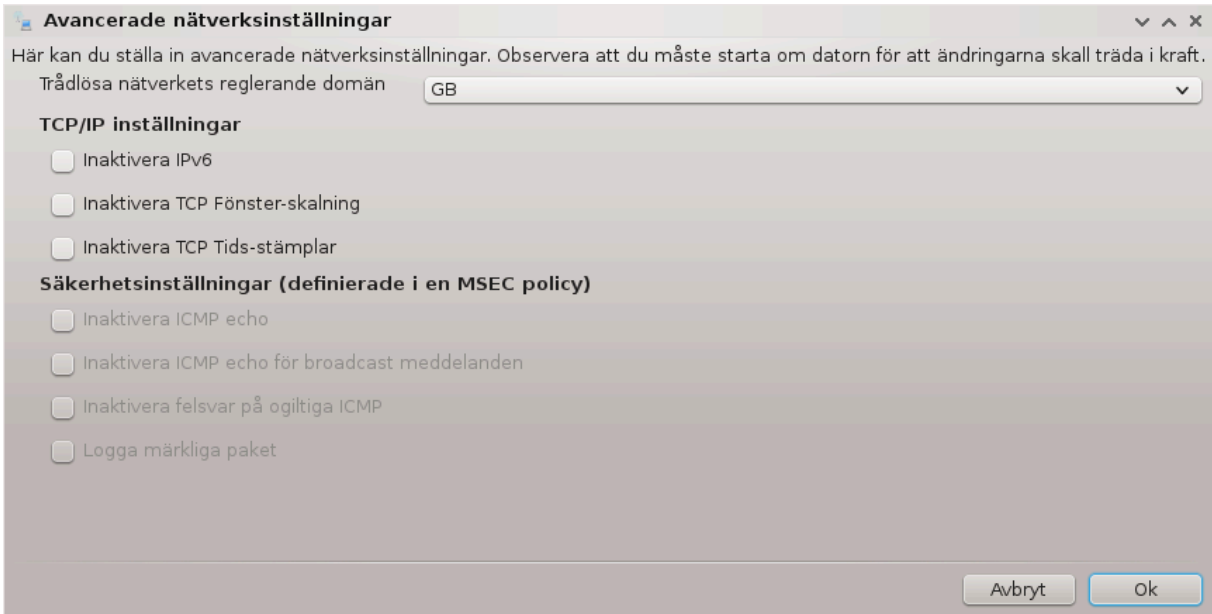 Avancerade nätverksinställningar
Här kan du ställa in avancerade nätverksinställningar. Observera att du måste starta om datorn för att ändringarna skall träda i kraft.
Trådlösa nätverkets reglerande domän GB
TCP/IP inställningar
Inaktivera IPv6
Inaktivera TCP Fönster-skalning
Inaktivera TCP Tids-stämplar
Säkerhetsinställningar (definierade i en MSEC policy)
Inaktivera ICMP echo
Inaktivera ICMP echo för broadcast meddelanden
Inaktivera felsvar på ogiltiga ICMP
Logga märkliga paket
Avbryt Ok